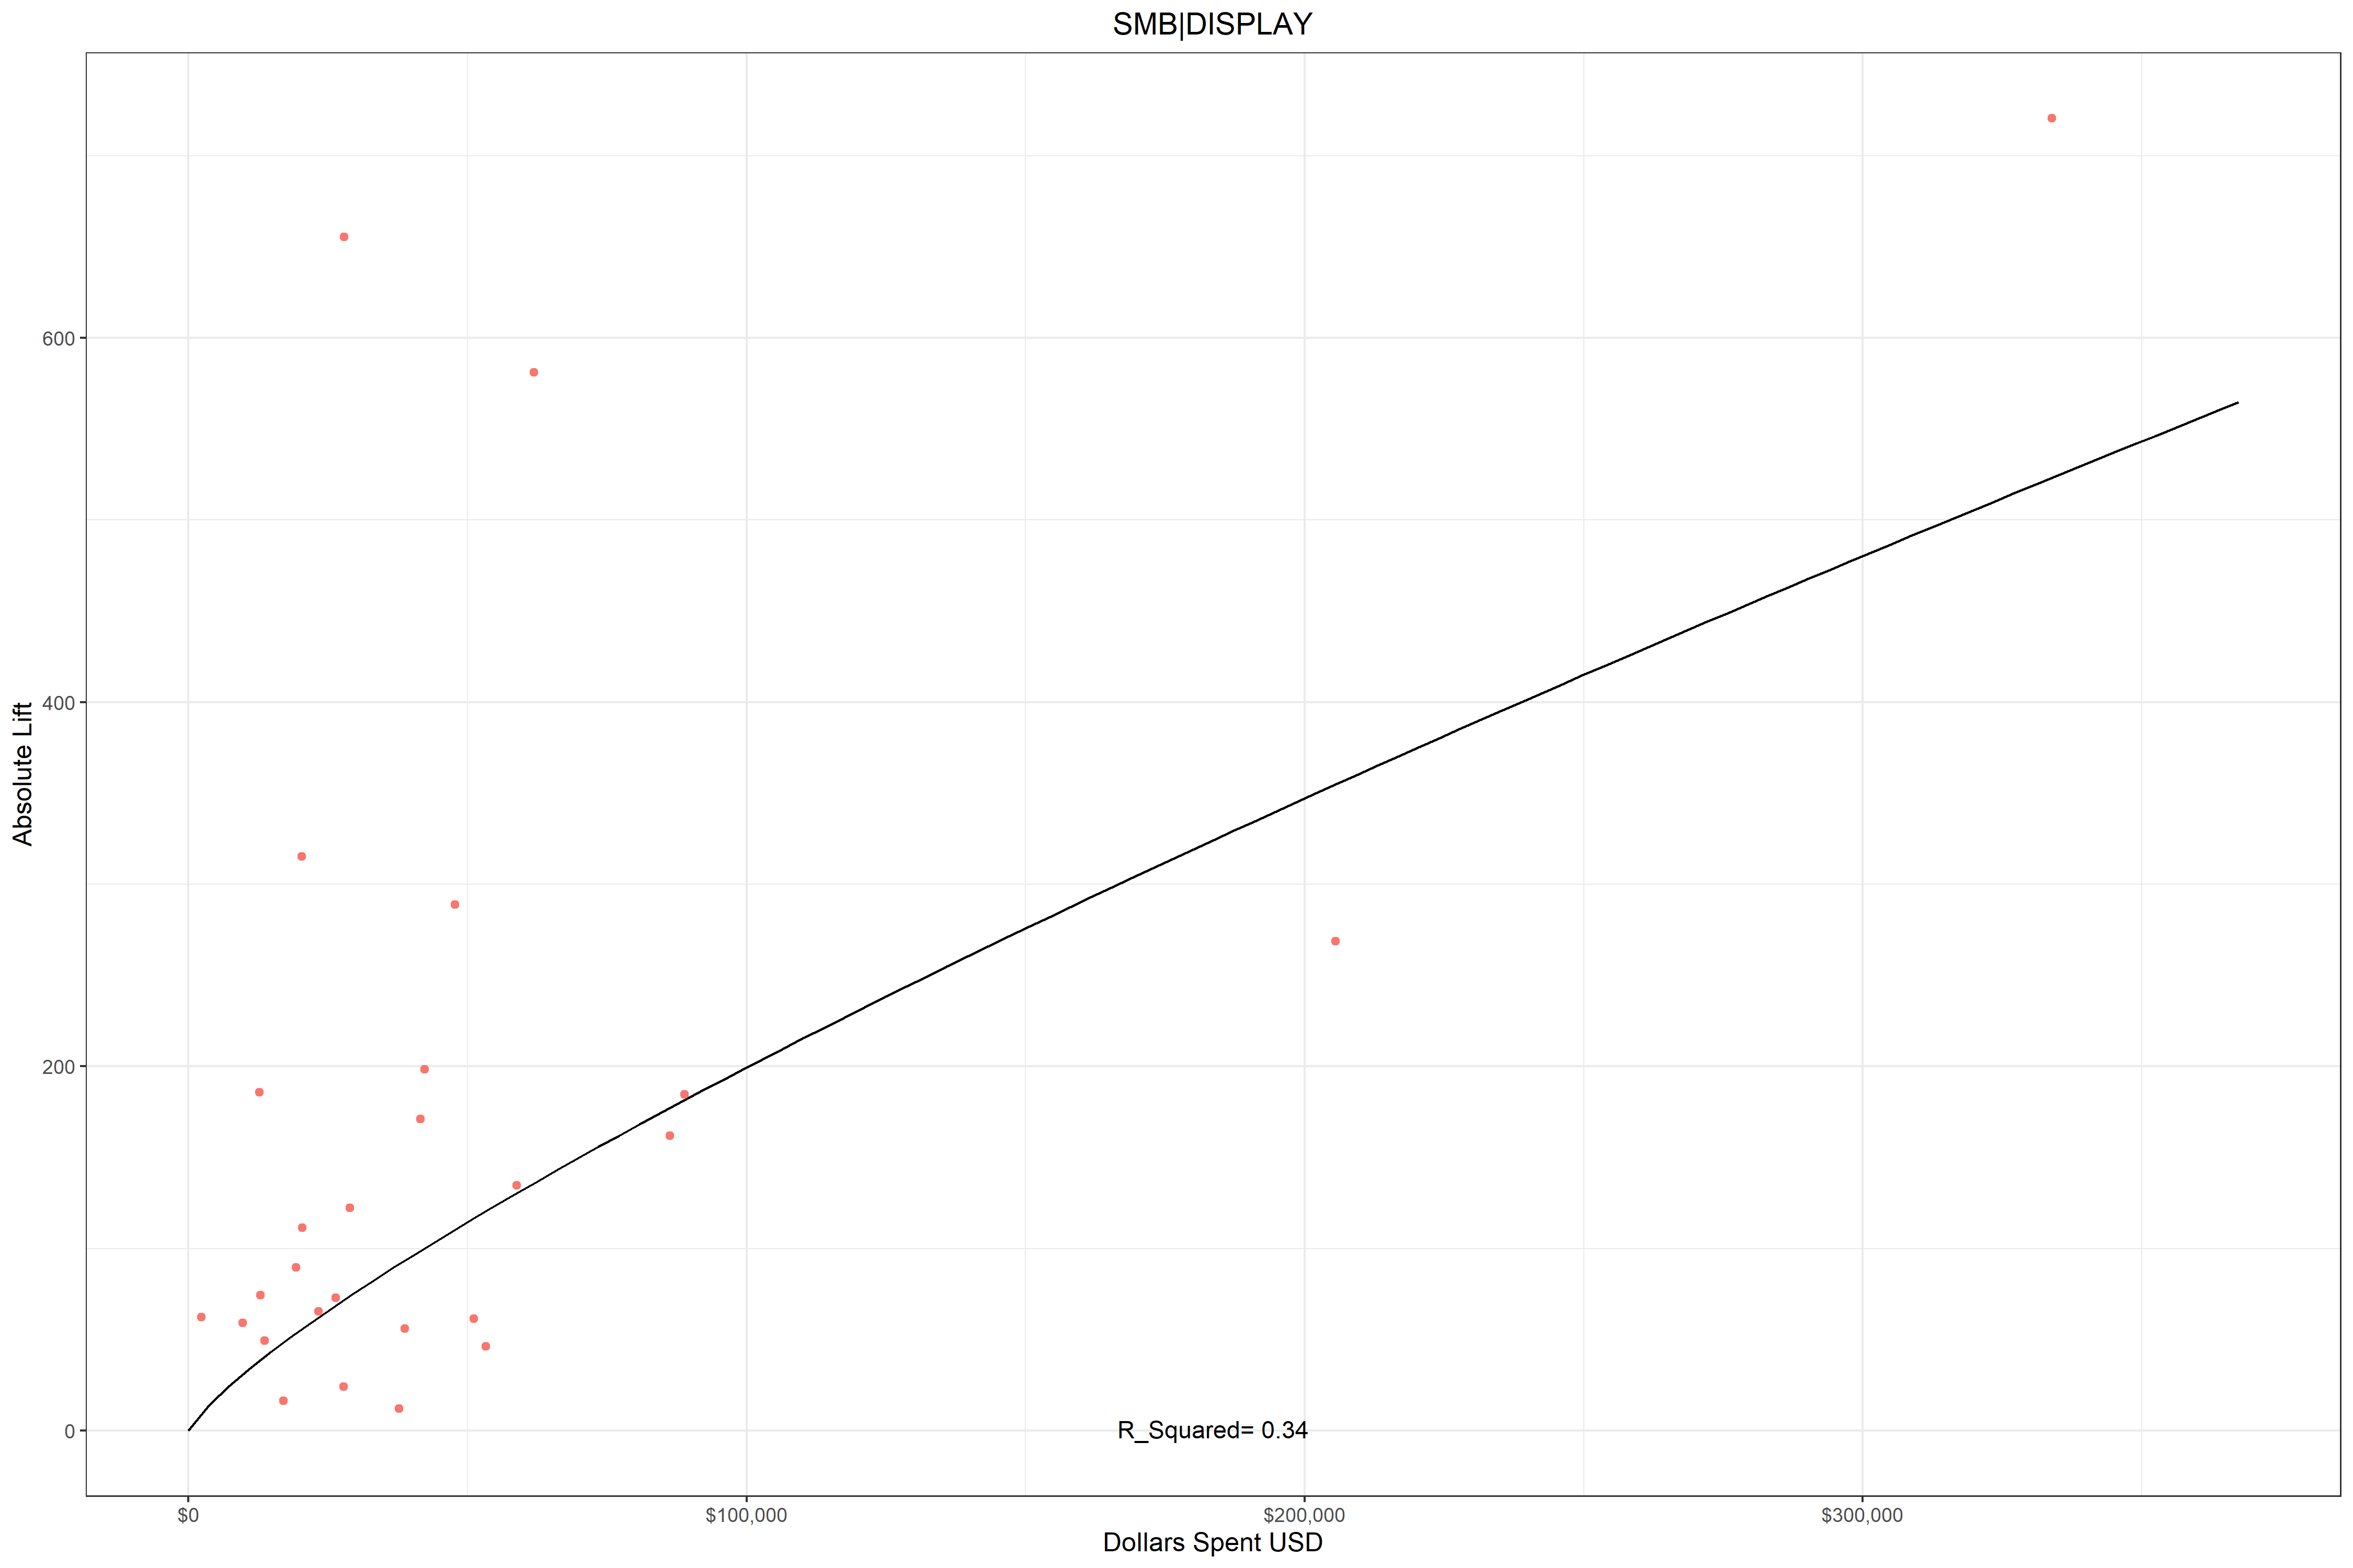 SMB|DISPLAY
Absolute Lift
600
400
200
0
R_Squared= 0.34
$0
$100,000
$200,000
$300,000
Dollars Spent USD